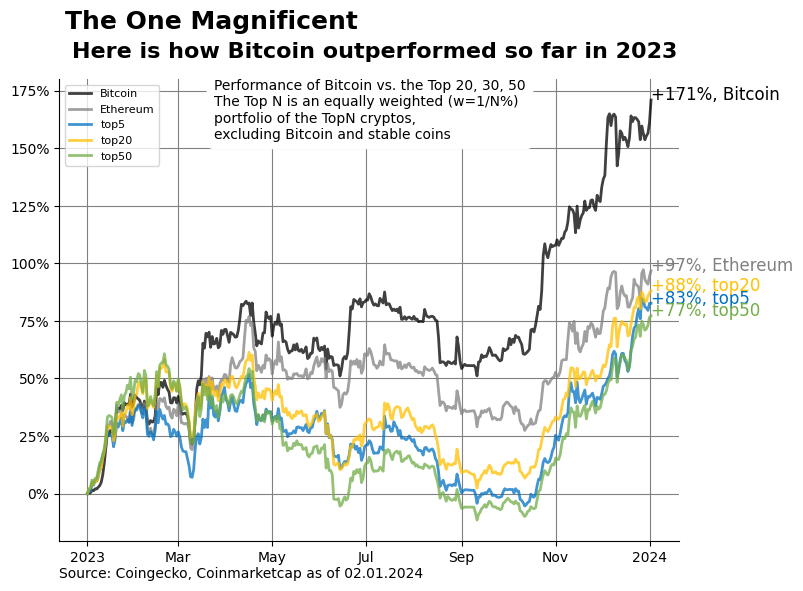 The One Magnificent
Here is how Bitcoin outperformed so far in 2023
Performance of Bitcoin vs. the Top 20, 30, 50
The Top N is an equally weighted (w=1/N%)
portfolio of the TopN cryptos,
excluding Bitcoin and stable coins
Bitcoin
Ethereum
top5
top20
top50
175%
150%
125%
100%
75%
50%
25%
0%
+171%, Bitcoin
+97%, Ethereum
+88%, top20
+83%, top5
+77%, top50
2023 Mar May Jul Sep Nov 2024
Source: Coingecko, Coinmarketcap as of 02.01.2024